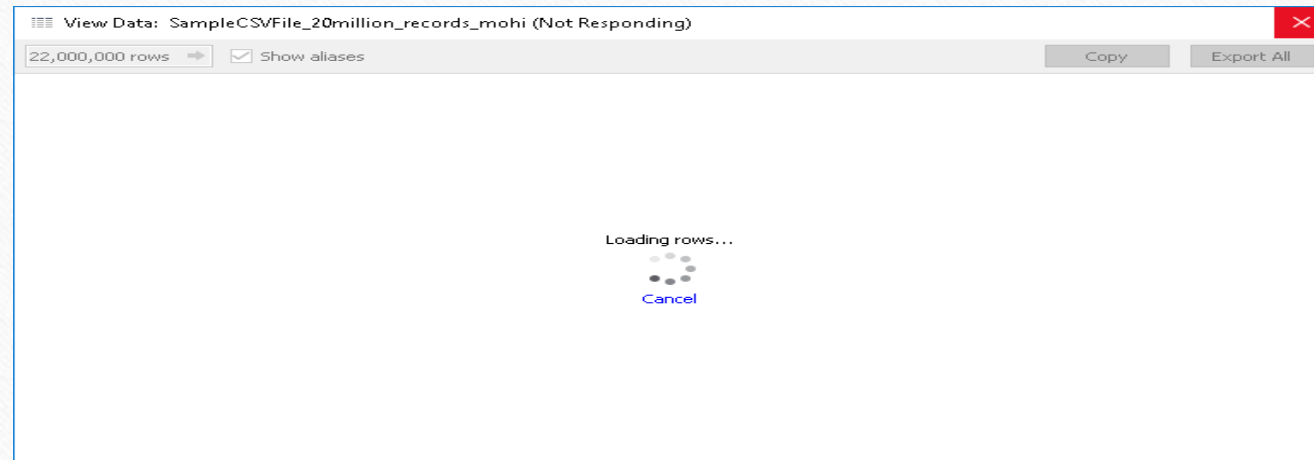 View Data: SampleCSVFile_20million_records_mohi (Not Responding)
22,000,000 rows Show aliases Copy Export All
Loading rows...
Cancel